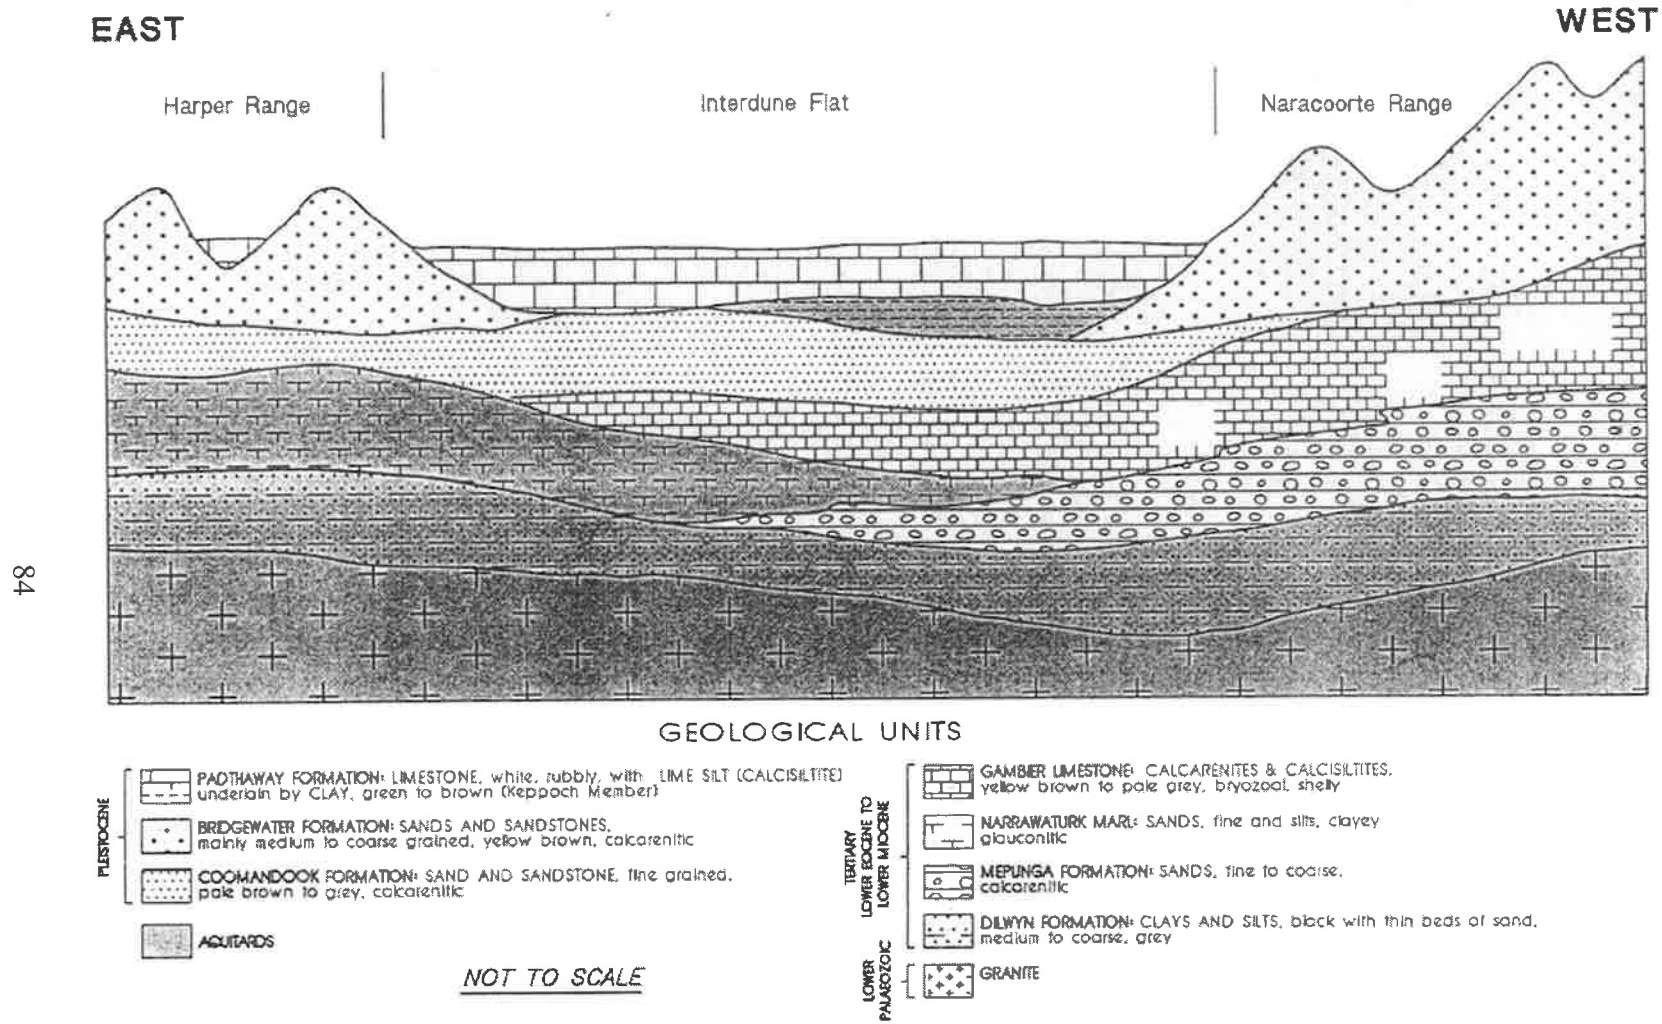 EAST
WEST
Harper Range
Interdune Flat
Naracoorte Range
84
GEOLOGICAL UNITS
PLEISTOCENE
PADTHAWAY FORMATION: LIMESTONE, white, rubbly, with LIME SILT (CALCISILTITE)
underlain by CLAY, green to brown (Keppoch Member)
BRIDGEWATER FORMATION: SANDS AND SANDSTONES,
mainly medium to coarse grained, yellow brown, calcarenitic
COOMANDOOK FORMATION: SAND AND SANDSTONE, fine grained,
pale brown to grey, calcarenitic
AQUITARDS
NOT TO SCALE
TERTIARY
LOWER EOCENE TO
LOWER MIOCENE
GAMBIER LIMESTONE: CALCARENITES & CALCISILTITES,
yellow brown to pale grey, bryozoal, shelly
NARRAWATURK MARL: SANDS, fine and silts, clayey
glauconitic
MEPUNGA FORMATION: SANDS, fine to coarse,
calcarenitic
DILWYN FORMATION: CLAYS AND SILTS, black with thin beds of sand,
medium to coarse, grey
LOWER
PALAEOZOIC
GRANITE